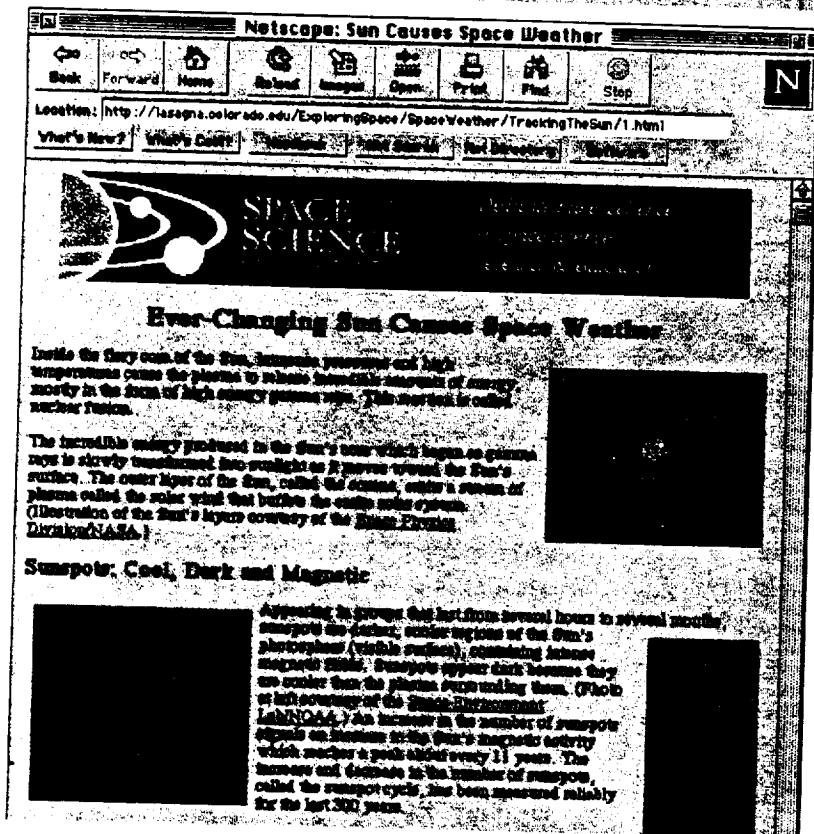 Netscape: Sun Causes Space Weather
Back Forward Home Reload Images Open Print Find Stop
N
Location: http://lasagna.colorado.edu/ExploringSpace/SpaceWeather/TrackingTheSun/1.html
What's New? What's Cool? Net Search Net Directory Software
SPACE
SCIENCE
Ever-Changing Sun Causes Space Weather
Inside the fiery core of the Sun, immense pressures and high
temperatures cause the plasma to release incredible amounts of energy,
mostly in the form of high energy gamma rays. This reaction is called
nuclear fusion.
The incredible energy produced in the Sun's core which began as gamma
rays is slowly transformed into sunlight as it moves toward the Sun's
surface. The outer layer of the Sun, called the corona, emits a stream of
plasma called the solar wind that buffets the entire solar system.
(Illustration of the Sun's layers courtesy of the Space Physics
Division/NASA.)
Sunspots: Cool, Dark and Magnetic
Appearing in groups that last from several hours to several months,
sunspots are darker, cooler regions of the Sun's
photosphere (visible surface), containing intense
magnetic fields. Sunspots appear dark because they
are cooler than the plasma surrounding them. (Photo
at left courtesy of the Space Environment
Lab/NOAA.) An increase in the number of sunspots
signals an increase in the Sun's magnetic activity
which reaches a peak about every 11 years. The
increase and decrease in the number of sunspots,
called the sunspot cycle, has been measured reliably
for the last 300 years.